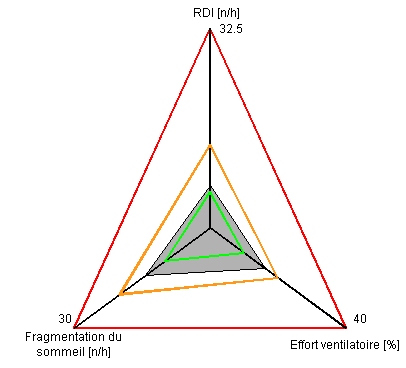 RDI [n/h]
32.5
30
40
Fragmentation du
sommeil [n/h]
Effort ventilatoire [%]